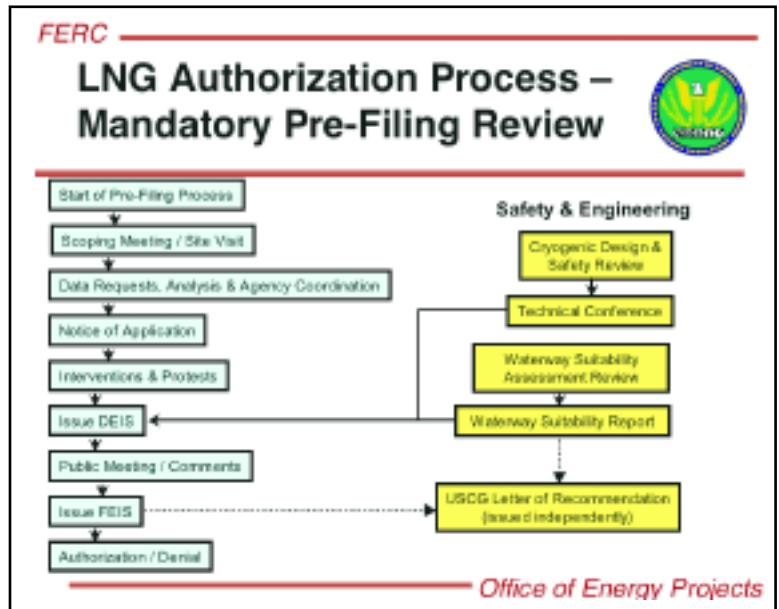 FERC
LNG Authorization Process –
Mandatory Pre-Filing Review
Start of Pre-Filing Process
Scoping Meeting / Site Visit
Data Requests, Analysis & Agency Coordination
Notice of Application
Interventions & Protests
Issue DEIS
Public Meeting / Comments
Issue FEIS
Authorization / Denial
Safety & Engineering
Cryogenic Design &
Safety Review
Technical Conference
Waterway Suitability
Assessment Review
Waterway Suitability Report
USCG Letter of Recommendation
(issued independently)
Office of Energy Projects